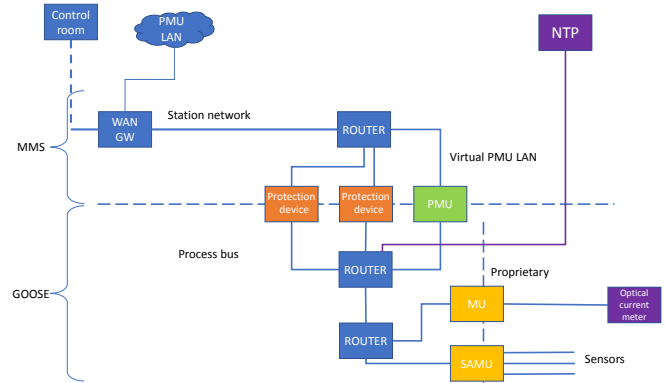 Control
room
PMU
LAN
NTP
WAN
GW
Station network
ROUTER
MMS
Virtual PMU LAN
Protection
device
Protection
device
PMU
Process bus
ROUTER
Proprietary
GOOSE
MU
Optical
current
meter
ROUTER
SAMU
Sensors